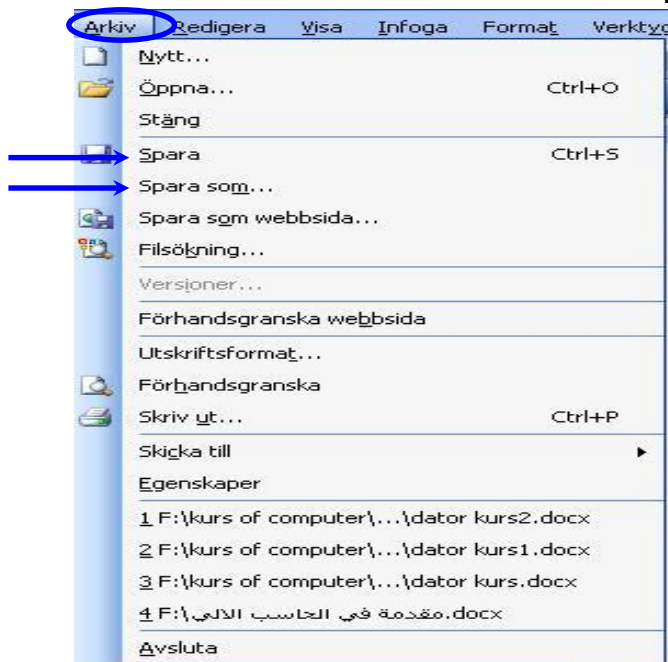 Arkiv Redigera Visa Infoga Format Verktyg
Nytt...
Öppna... Ctrl+O
Stäng
Spara Ctrl+S
Spara som...
Spara som webbsida...
Filsökning...
Versioner...
Förhandsgranska webbsida
Utskriftsformat...
Förhandsgranska
Skriv ut... Ctrl+P
Skicka till
Egenskaper
1 F:\kurs of computer\...\dator kurs2.docx
2 F:\kurs of computer\...\dator kurs1.docx
3 F:\kurs of computer\...\dator kurs.docx
4 F:\مقدمة في الحاسب الالي.docx
Avsluta